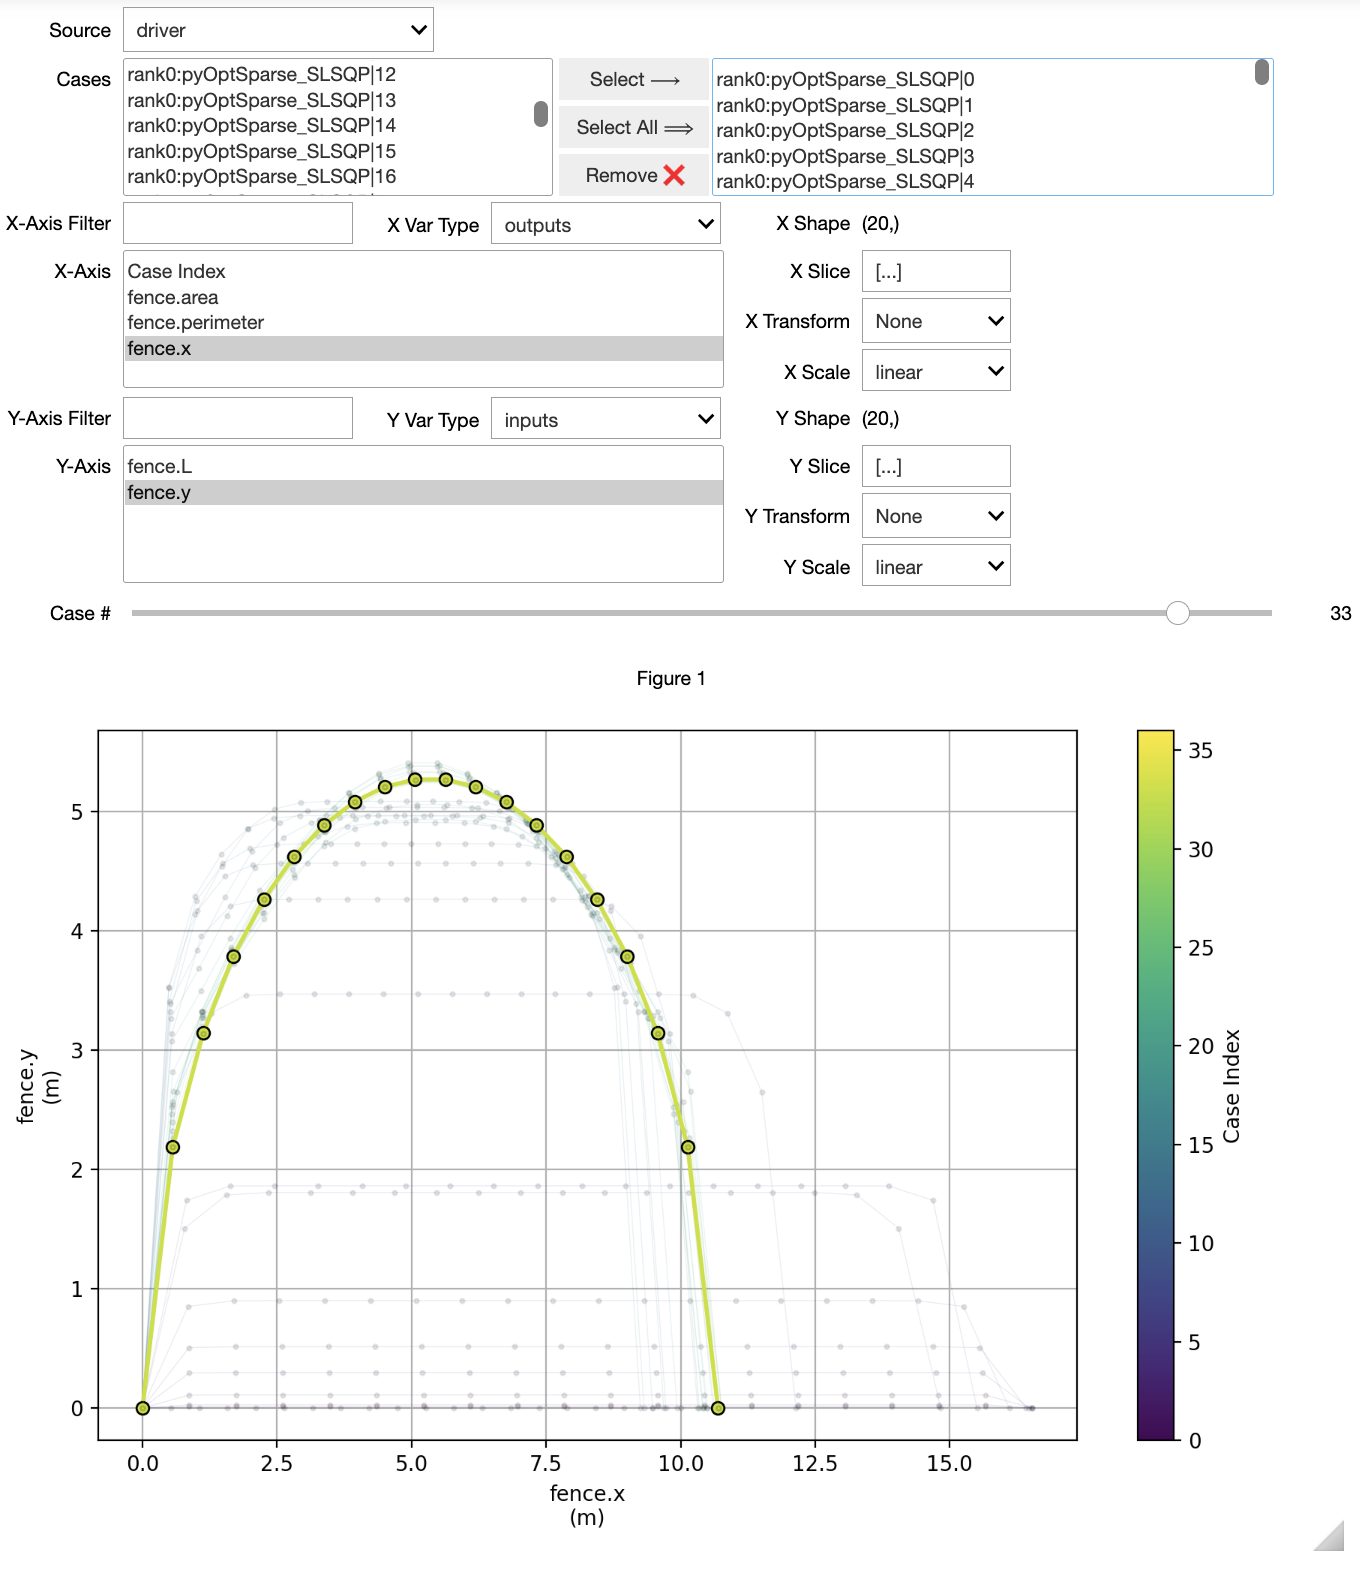 Source driver
Cases
rank0:pyOptSparse_SLSQP|12
rank0:pyOptSparse_SLSQP|13
rank0:pyOptSparse_SLSQP|14
rank0:pyOptSparse_SLSQP|15
rank0:pyOptSparse_SLSQP|16
Select →
Select All ⇒
Remove ❌
rank0:pyOptSparse_SLSQP|0
rank0:pyOptSparse_SLSQP|1
rank0:pyOptSparse_SLSQP|2
rank0:pyOptSparse_SLSQP|3
rank0:pyOptSparse_SLSQP|4
X-Axis Filter X Var Type outputs X Shape (20,)
X-Axis
Case Index
fence.area
fence.perimeter
fence.x
X Slice [...]
X Transform None
X Scale linear
Y-Axis Filter Y Var Type inputs Y Shape (20,)
Y-Axis
fence.L
fence.y
Y Slice [...]
Y Transform None
Y Scale linear
Case # 33
Figure 1
5
4
3
2
1
0
fence.y
(m)
0.0 2.5 5.0 7.5 10.0 12.5 15.0
fence.x
(m)
35
30
25
20
15
10
5
0
Case Index